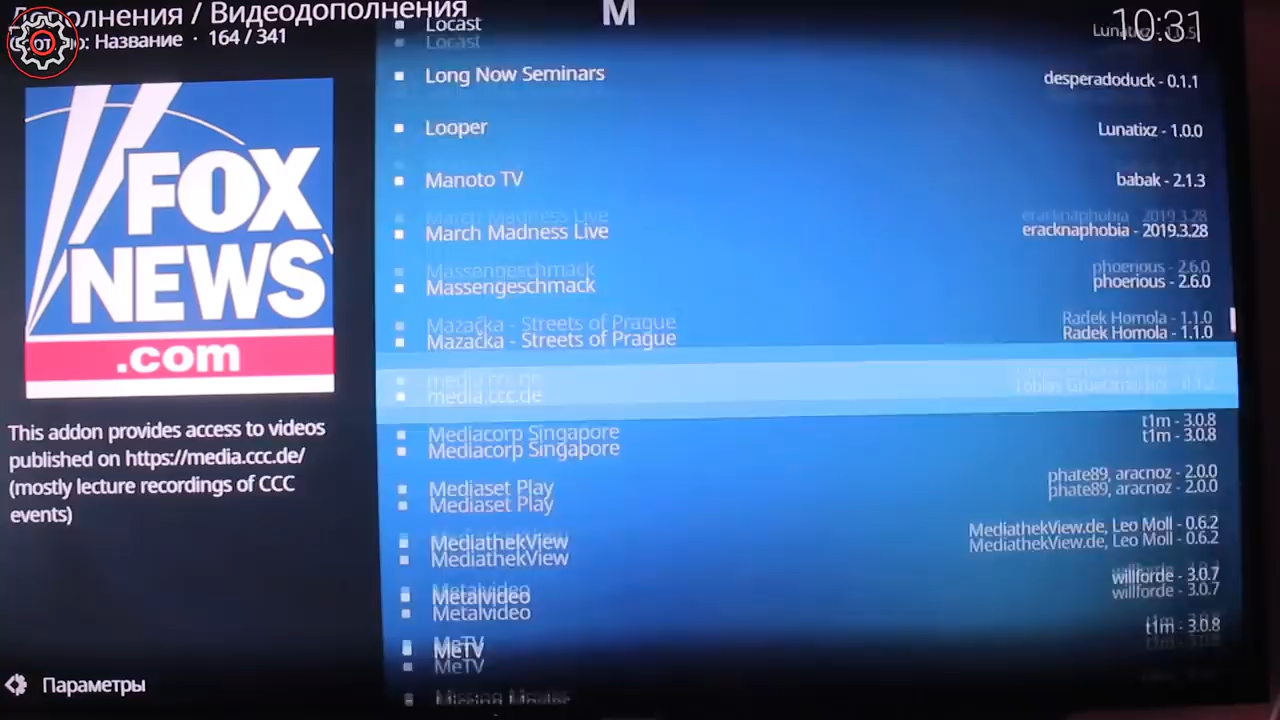 Дополнения / Видеодополнения
Название · 164 / 341
M
10:31
FOX
NEWS
.com
This addon provides access to videos
published on https://media.ccc.de/
(mostly lecture recordings of CCC
events)
Параметры
Locast
Lunatixz
Long Now Seminars desperadoduck - 0.1.1
Looper Lunatixz - 1.0.0
Manoto TV babak - 2.1.3
March Madness Live eracknaphobia - 2019.3.28
Massengeschmack phoerious - 2.6.0
Mazačka - Streets of Prague Radek Homola - 1.1.0
media.ccc.de
Mediacorp Singapore t1m - 3.0.8
Mediaset Play phate89, aracnoz - 2.0.0
MediathekView MediathekView.de, Leo Moll - 0.6.2
Metalvideo willforde - 3.0.7
MeTV t1m - 3.0.8
Missing Movies